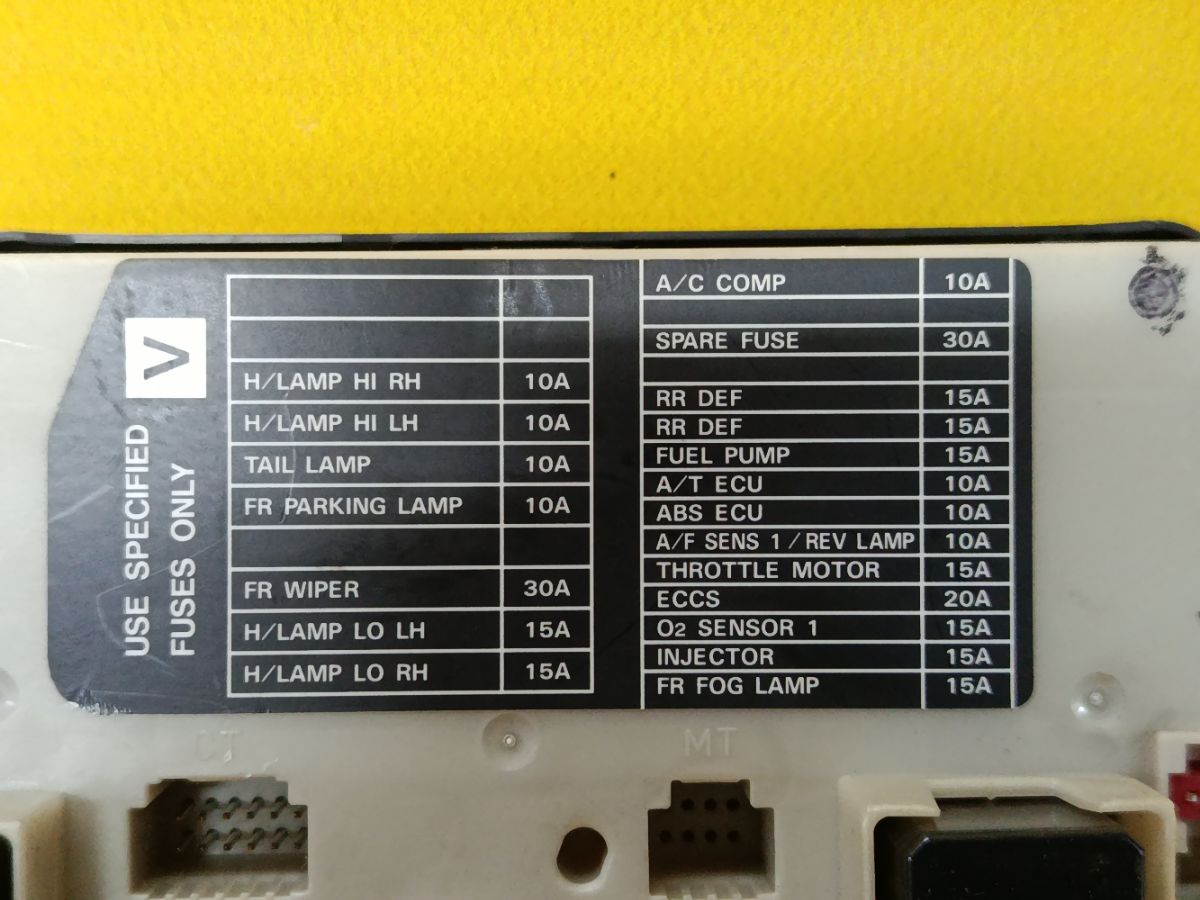 V
USE SPECIFIED
FUSES ONLY
H/LAMP HI RH 10A
H/LAMP HI LH 10A
TAIL LAMP 10A
FR PARKING LAMP 10A
FR WIPER 30A
H/LAMP LO LH 15A
H/LAMP LO RH 15A
A/C COMP 10A
SPARE FUSE 30A
RR DEF 15A
RR DEF 15A
FUEL PUMP 15A
A/T ECU 10A
ABS ECU 10A
A/F SENS 1 / REV LAMP 10A
THROTTLE MOTOR 15A
ECCS 20A
O2 SENSOR 1 15A
INJECTOR 15A
FR FOG LAMP 15A
CT
MT